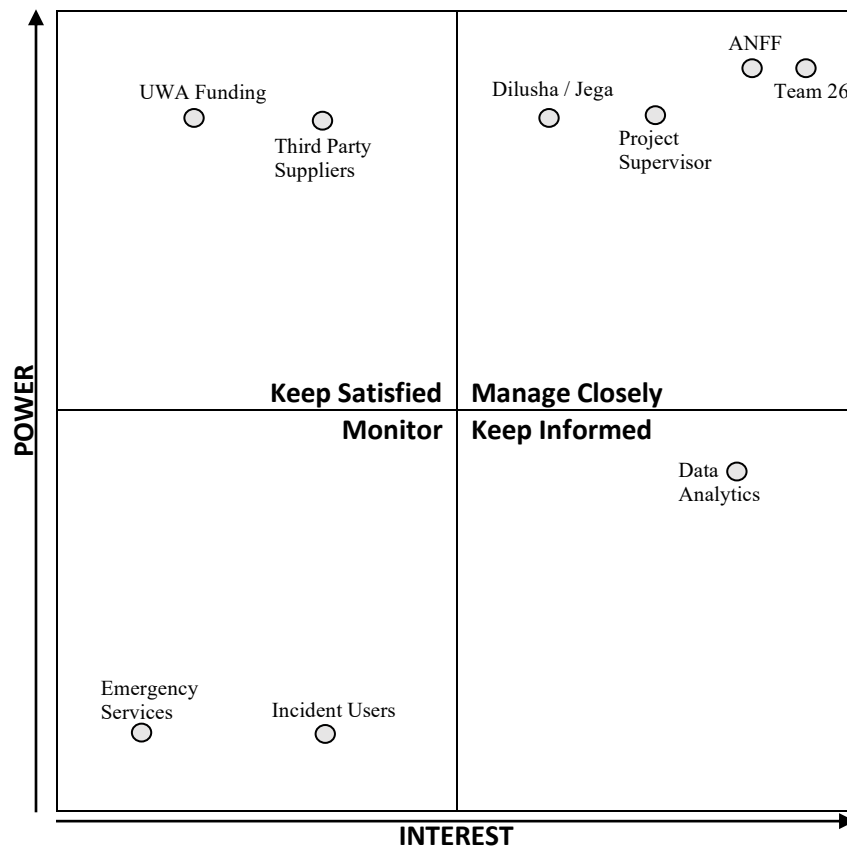 ANFF
UWA Funding
Dilusha / Jega
Team 26
Third Party
Suppliers
Project
Supervisor
POWER
Keep Satisfied
Manage Closely
Monitor
Keep Informed
Data
Analytics
Emergency
Services
Incident Users
INTEREST